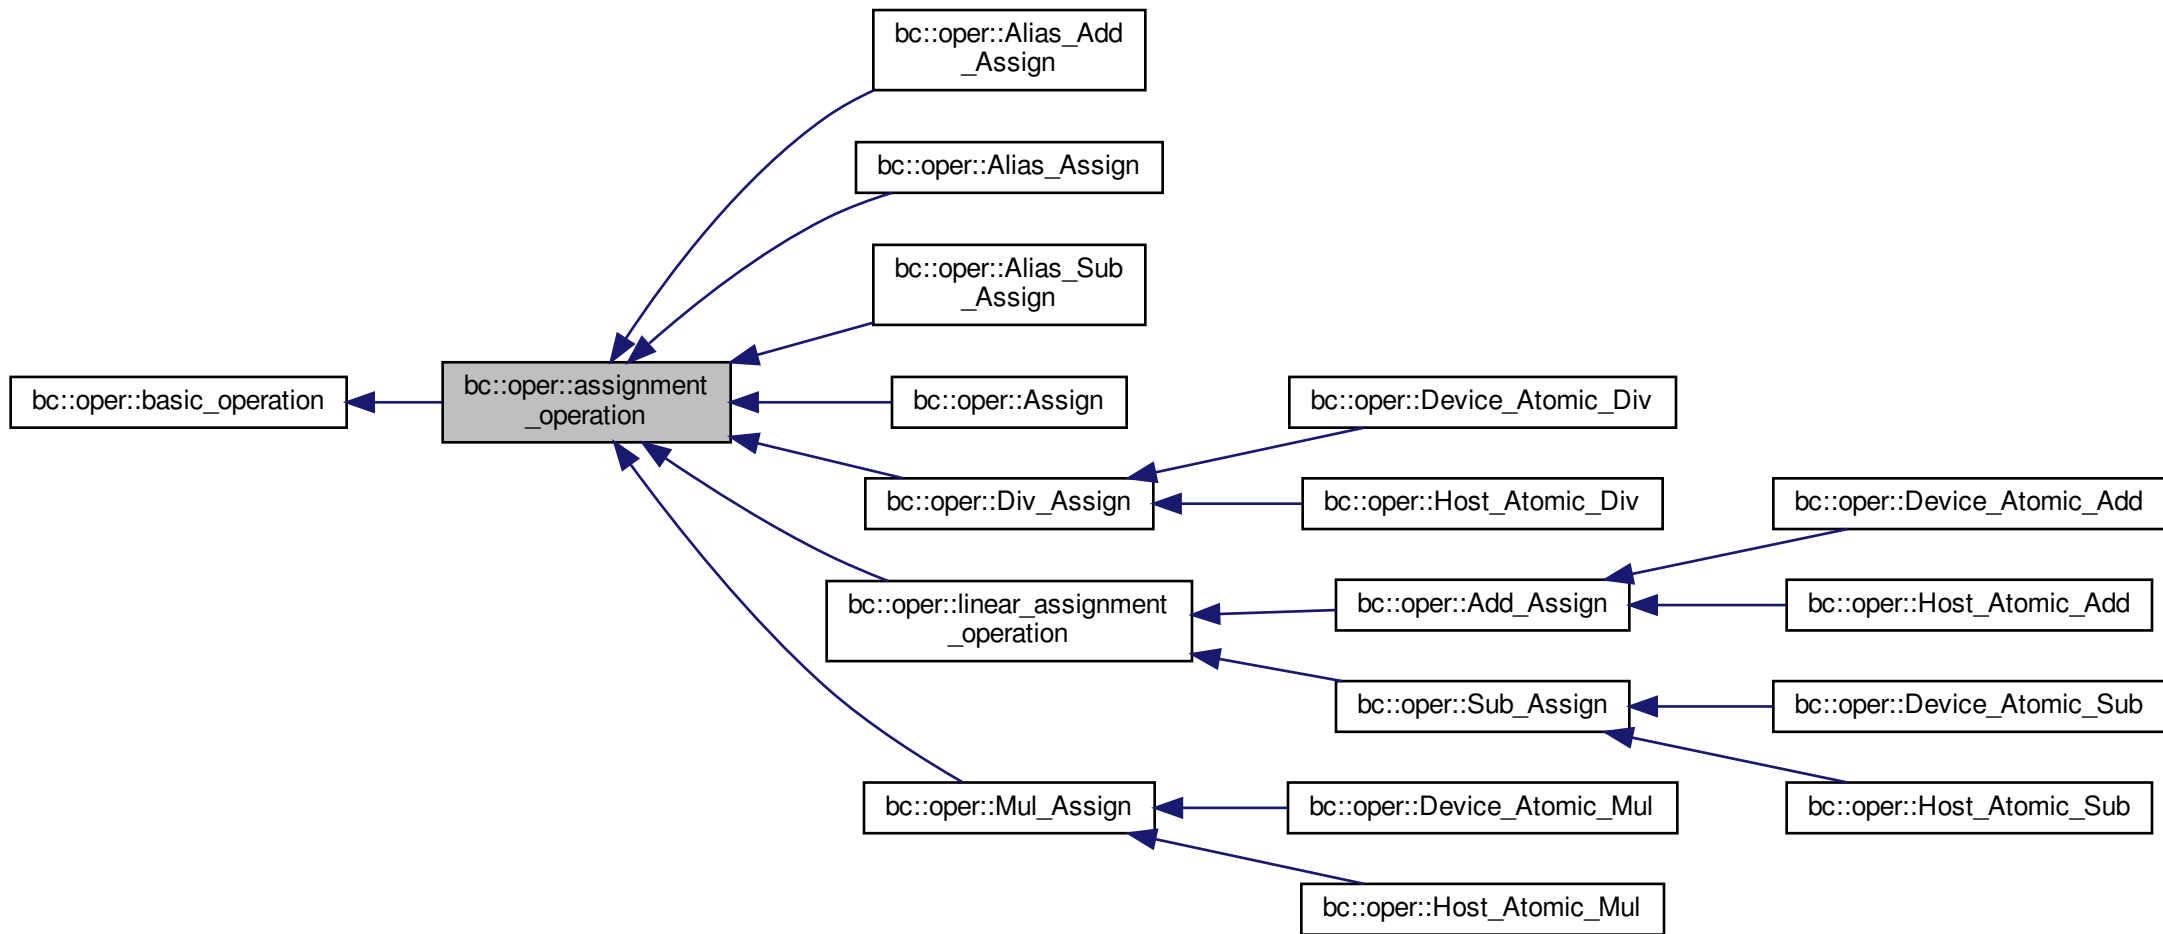 bc::oper::Alias_Add
_Assign
bc::oper::Alias_Assign
bc::oper::Alias_Sub
_Assign
bc::oper::basic_operation
bc::oper::assignment
_operation
bc::oper::Assign
bc::oper::Device_Atomic_Div
bc::oper::Div_Assign
bc::oper::Host_Atomic_Div
bc::oper::Device_Atomic_Add
bc::oper::linear_assignment
_operation
bc::oper::Add_Assign
bc::oper::Host_Atomic_Add
bc::oper::Sub_Assign
bc::oper::Device_Atomic_Sub
bc::oper::Mul_Assign
bc::oper::Device_Atomic_Mul
bc::oper::Host_Atomic_Sub
bc::oper::Host_Atomic_Mul